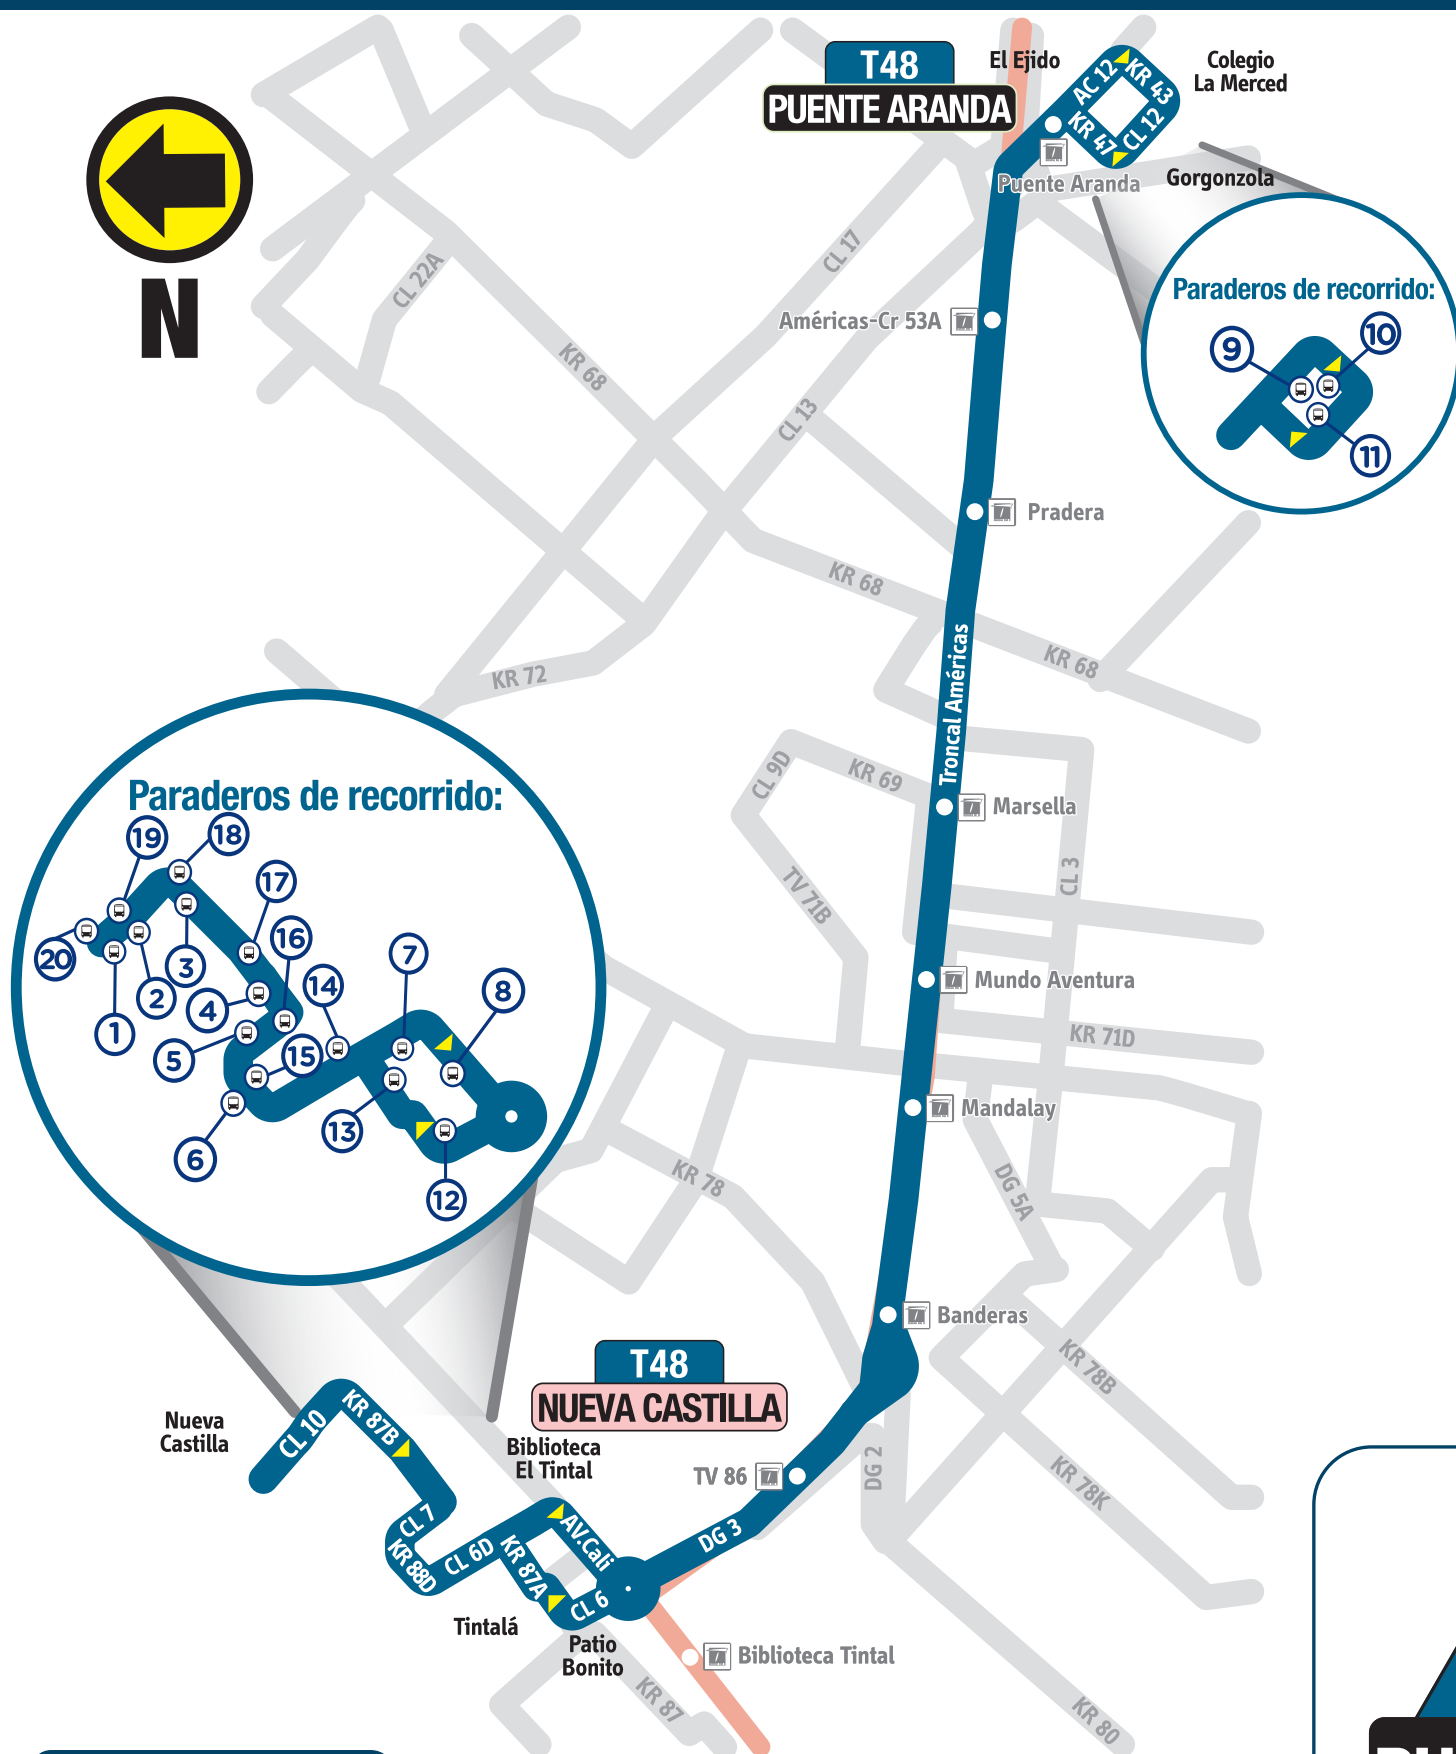 T48
PUENTE ARANDA
El Ejido
Colegio
La Merced
AC 12
KR 43
KR 47
CL 12
Puente Aranda
Gorgonzola
N
CL 22A
CL 17
KR 68
Américas-Cr 53A
CL 13
Paraderos de recorrido:
9
10
11
Pradera
KR 68
KR 68
KR 72
Troncal Américas
CL 9D
KR 69
Marsella
TV 71B
CL 3
Mundo Aventura
KR 71D
Mandalay
KR 78
DG 5A
Paraderos de recorrido:
19
18
17
16
20
3
2
4
14
7
8
1
5
15
13
6
12
Banderas
KR 78B
T48
NUEVA CASTILLA
Nueva
Castilla
CL 10
KR 87B
Biblioteca
El Tintal
TV 86
DG 2
KR 78K
CL 7
KR 88D
CL 6D
KR 87A
AV.Cali
CL 6
DG 3
Tintalá
Patio
Bonito
Biblioteca Tintal
KR 87
KR 80